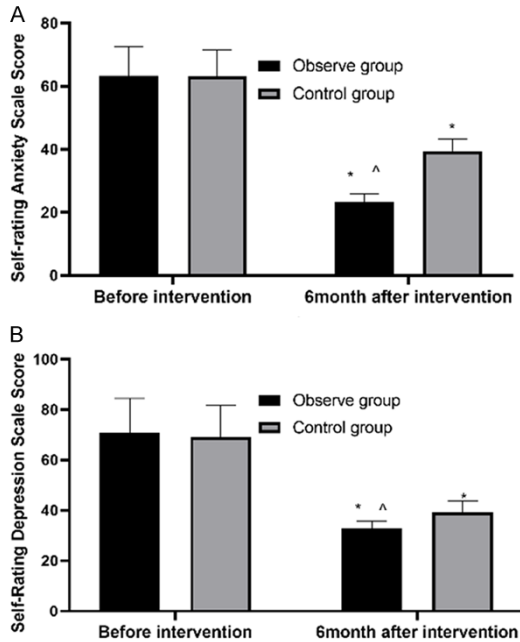 A
Self-rating Anxiety Scale Score
80
60
40
20
0
Observe group
Control group
* ^
*
Before intervention
6month after intervention
B
Self-Rating Depression Scale Score
100
80
60
40
20
0
Observe group
Control group
* ^
*
Before intervention
6month after intervention